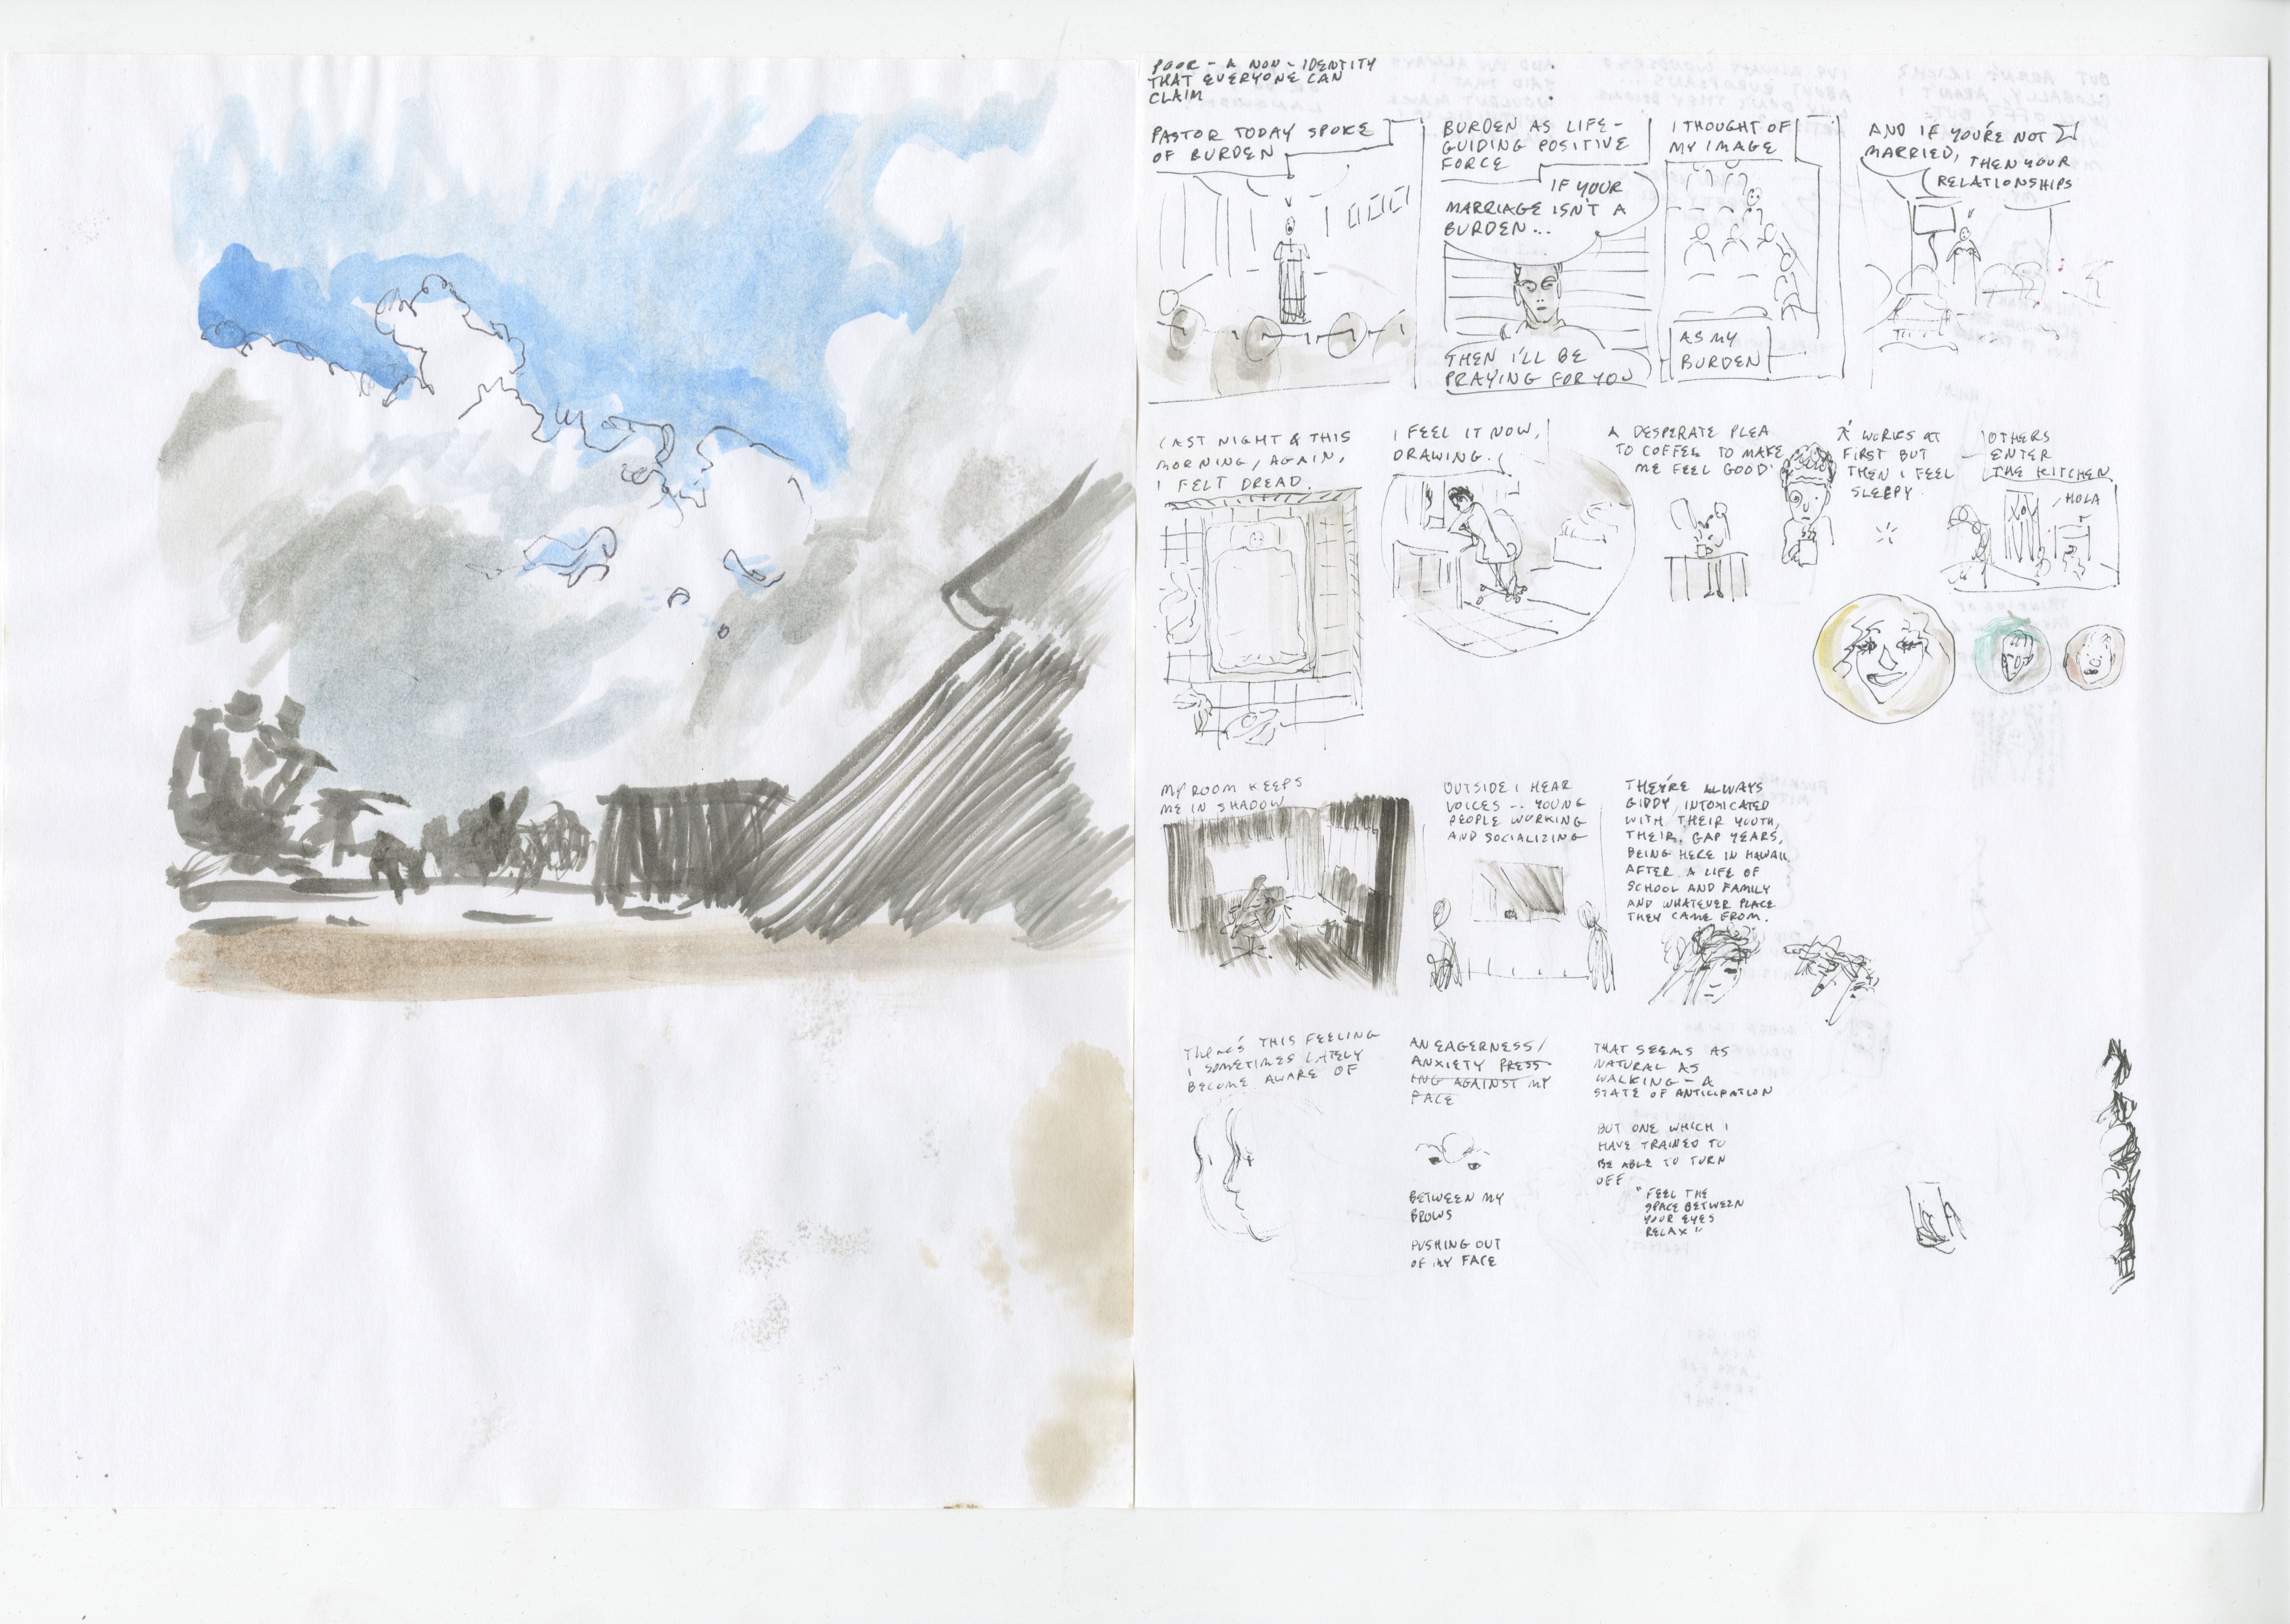 POOR - A NON-IDENTITY
THAT EVERYONE CAN
CLAIM
PASTOR TODAY SPOKE
OF BURDEN
BURDEN AS LIFE-
GUIDING POSITIVE
FORCE
IF YOUR
MARRIAGE ISN'T A
BURDEN...
THEN I'LL BE
PRAYING FOR YOU
I THOUGHT OF
MY IMAGE
AS MY
BURDEN
AND IF YOU'RE NOT
MARRIED, THEN YOUR
RELATIONSHIPS
LAST NIGHT & THIS
MORNING, AGAIN,
I FELT DREAD.
I FEEL IT NOW,
DRAWING.
A DESPERATE PLEA
TO COFFEE TO MAKE
ME FEEL GOOD
WORKS AT
FIRST BUT
THEN I FEEL
SLEEPY.
OTHERS
ENTER
THE KITCHEN
HOLA
MY ROOM KEEPS
ME IN SHADOW
OUTSIDE I HEAR
VOICES -- YOUNG
PEOPLE WORKING
AND SOCIALIZING
THEY'RE ALWAYS
GIDDY, INTOXICATED
WITH THEIR YOUTH,
THEIR GAP YEARS,
BEING HERE IN HAWAII,
AFTER A LIFE OF
SCHOOL AND FAMILY
AND WHATEVER PLACE
THEY CAME FROM.
THERE'S THIS FEELING
I SOMETIMES LATELY
BECOME AWARE OF
AN EAGERNESS/
ANXIETY PRESS
ING AGAINST MY
FACE
BETWEEN MY
BROWS
PUSHING OUT
OF MY FACE
THAT SEEMS AS
NATURAL AS
WALKING - A
STATE OF ANTICIPATION
BUT ONE WHICH I
HAVE TRAINED TO
BE ABLE TO TURN
OFF
"FEEL THE
SPACE BETWEEN
YOUR EYES
RELAX"